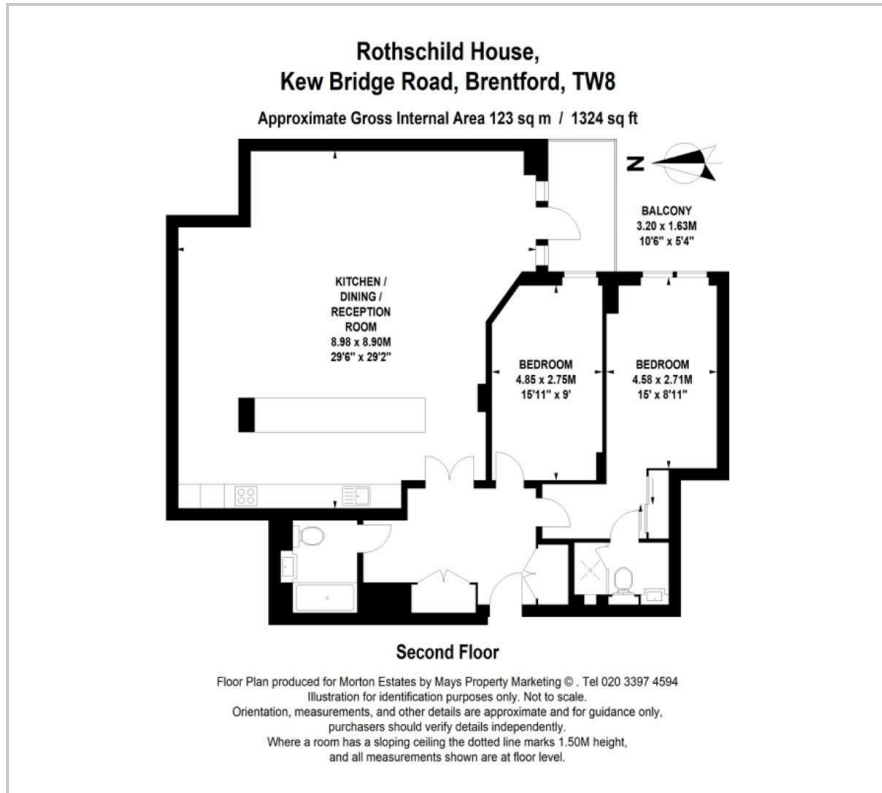 Rothschild House,
Kew Bridge Road, Brentford, TW8
Approximate Gross Internal Area 123 sq m / 1324 sq ft
N
BALCONY
3.20 x 1.63M
10'6" x 5'4"
KITCHEN /
DINING /
RECEPTION
ROOM
8.98 x 8.90M
29'6" x 29'2"
BEDROOM
4.85 x 2.75M
15'11" x 9'
BEDROOM
4.58 x 2.71M
15' x 8'11"
Second Floor
Floor Plan produced for Morton Estates by Mays Property Marketing © . Tel 020 3397 4594
Illustration for identification purposes only. Not to scale.
Orientation, measurements, and other details are approximate and for guidance only,
purchasers should verify details independently.
Where a room has a sloping ceiling the dotted line marks 1.50M height,
and all measurements shown are at floor level.